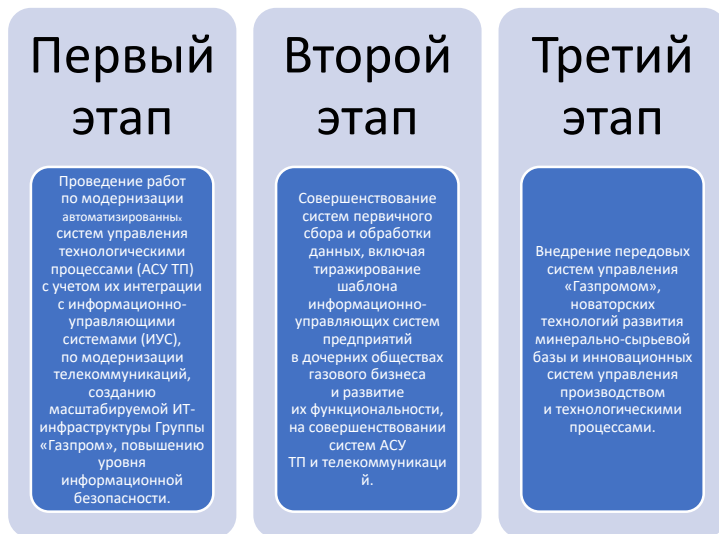 Первый
этап
Проведение работ
по модернизации
автоматизированных
систем управления
технологическими
процессами (АСУ ТП)
с учетом их интеграции
с информационно-
управляющими
системами (ИУС),
по модернизации
телекоммуникаций,
созданию
масштабируемой ИТ-
инфраструктуры Группы
«Газпром», повышению
уровня
информационной
безопасности.
Второй
этап
Совершенствование
систем первичного
сбора и обработки
данных, включая
тиражирование
шаблона
информационно-
управляющих систем
предприятий
в дочерних обществах
газового бизнеса
и развитие
их функциональности,
на совершенствовании
систем АСУ
ТП и телекоммуникаци
й.
Третий
этап
Внедрение передовых
систем управления
«Газпромом»,
новаторских
технологий развития
минерально-сырьевой
базы и инновационных
систем управления
производством
и технологическими
процессами.